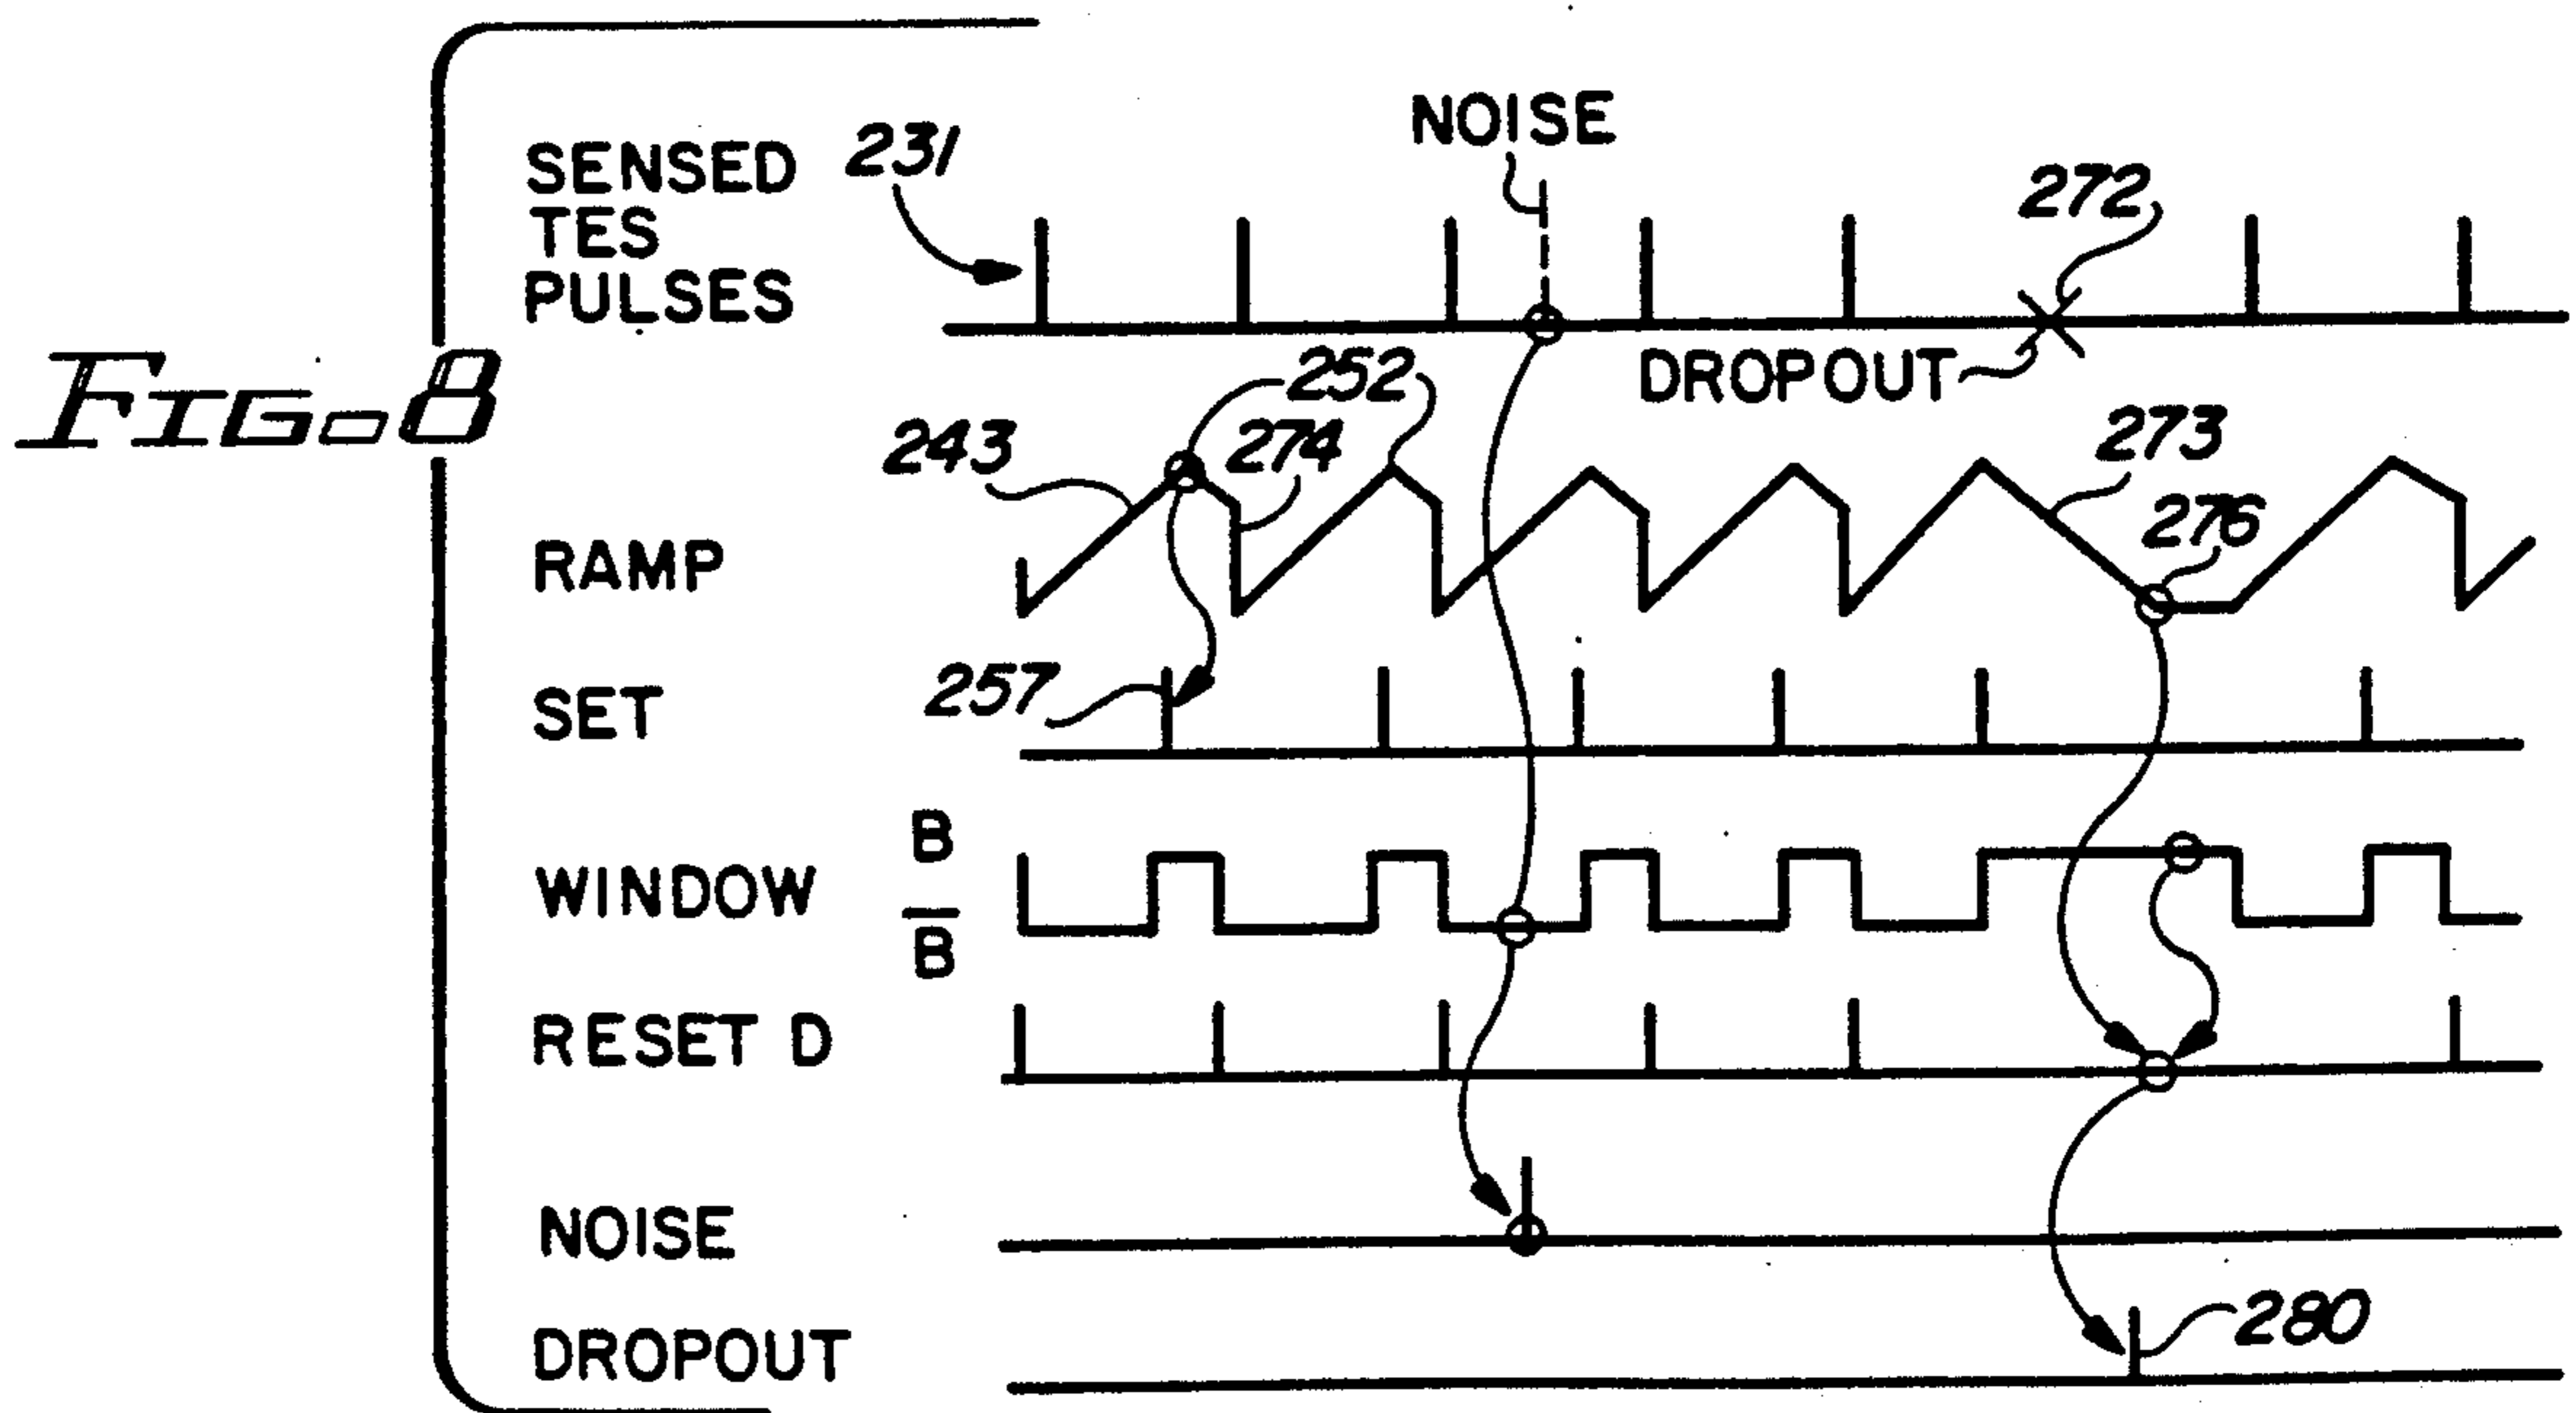 NOISE
SENSED 231
TES
PULSES
272
DROPOUT
FIG-8
252
243 274 273
276
RAMP
257
SET
B
WINDOW
B̅
RESET D
NOISE
280
DROPOUT